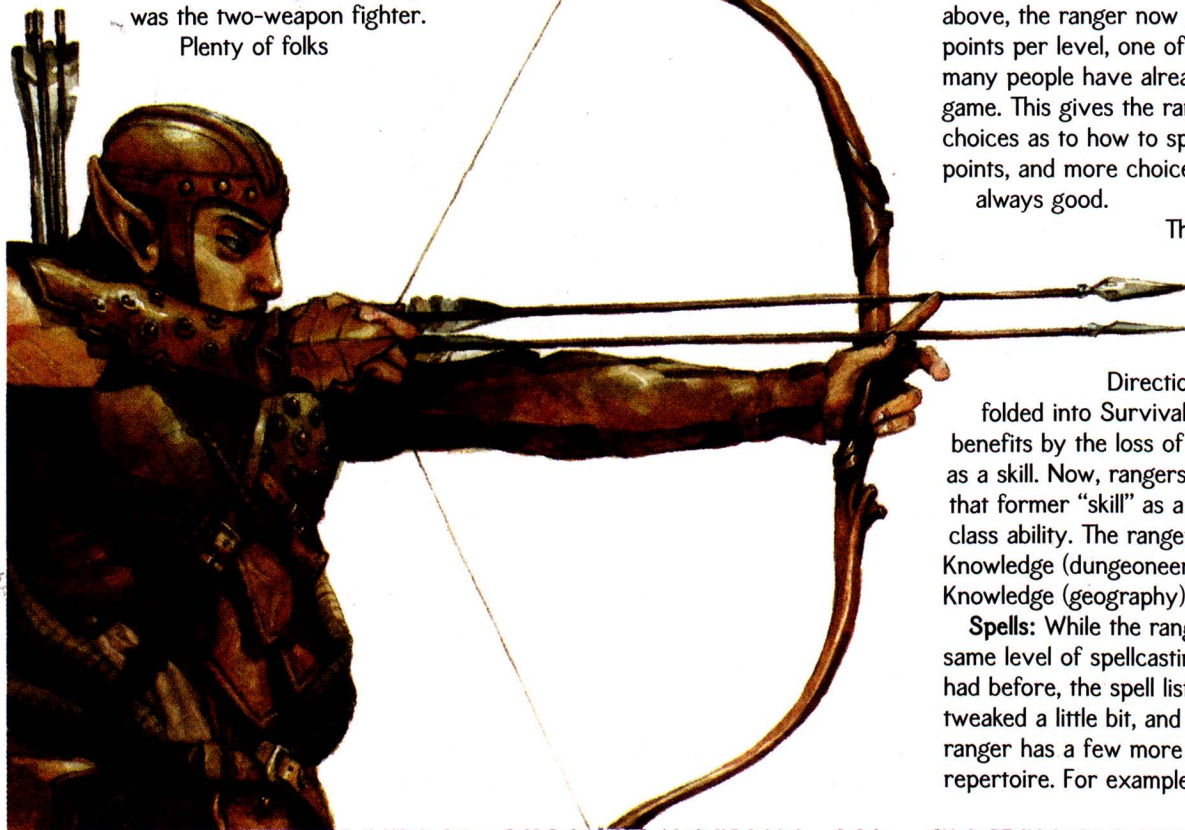 was the two-weapon fighter.
Plenty of folks
above, the ranger now
points per level, one of
many people have alrea
game. This gives the ran
choices as to how to sp
points, and more choice
always good.
Th
Directio
folded into Survival
benefits by the loss of
as a skill. Now, rangers
that former “skill” as a
class ability. The range
Knowledge (dungeoneer
Knowledge (geography)
Spells: While the rang
same level of spellcastin
had before, the spell list
tweaked a little bit, and
ranger has a few more
repertoire. For example